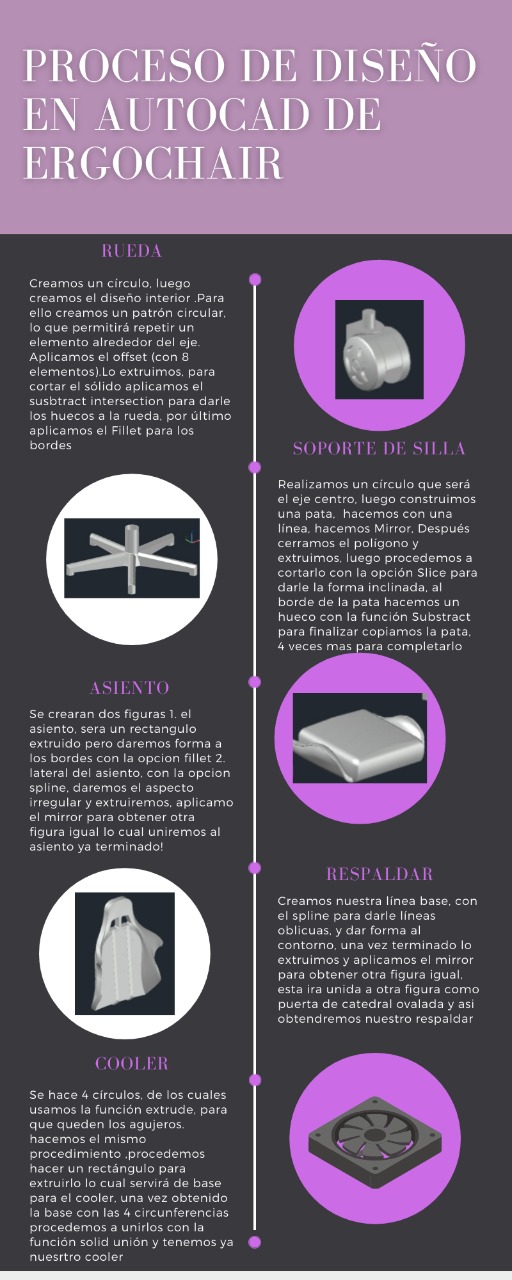 PROCESO DE DISEÑO
EN AUTOCAD DE
ERGOCHAIR
RUEDA
Creamos un círculo, luego
creamos el diseño interior .Para
ello creamos un patrón circular,
lo que permitirá repetir un
elemento alrededor del eje.
Aplicamos el offset (con 8
elementos).Lo extruimos, para
cortar el sólido aplicamos el
susbtract intersection para darle
los huecos a la rueda, por último
aplicamos el Fillet para los
bordes
SOPORTE DE SILLA
Realizamos un círculo que será
el eje centro, luego construimos
una pata,  hacemos con una
línea, hacemos Mirror, Después
cerramos el polígono y
extruimos, luego procedemos a
cortarlo con la opción Slice para
darle la forma inclinada, al
borde de la pata hacemos un
hueco con la función Substract
para finalizar copiamos la pata,
4 veces mas para completarlo
ASIENTO
Se crearan dos figuras 1. el
asiento, sera un rectangulo
extruido pero daremos forma a
los bordes con la opcion fillet 2.
lateral del asiento, con la opcion
spline, daremos el aspecto
irregular y extruiremos, aplicamo
el mirror para obtener otra
figura igual lo cual uniremos al
asiento ya terminado!
RESPALDAR
Creamos nuestra línea base, con
el spline para darle líneas
oblicuas, y dar forma al
contorno, una vez terminado lo
extruimos y aplicamos el mirror
para obtener otra figura igual,
esta ira unida a otra figura como
puerta de catedral ovalada y asi
obtendremos nuestro respaldar
COOLER
Se hace 4 círculos, de los cuales
usamos la función extrude, para
que queden los agujeros.
hacemos el mismo
procedimiento ,procedemos
hacer un rectángulo para
extruirlo lo cual servirá de base
para el cooler, una vez obtenido
la base con las 4 circunferencias
procedemos a unirlos con la
función solid unión y tenemos ya
nuesrtro cooler